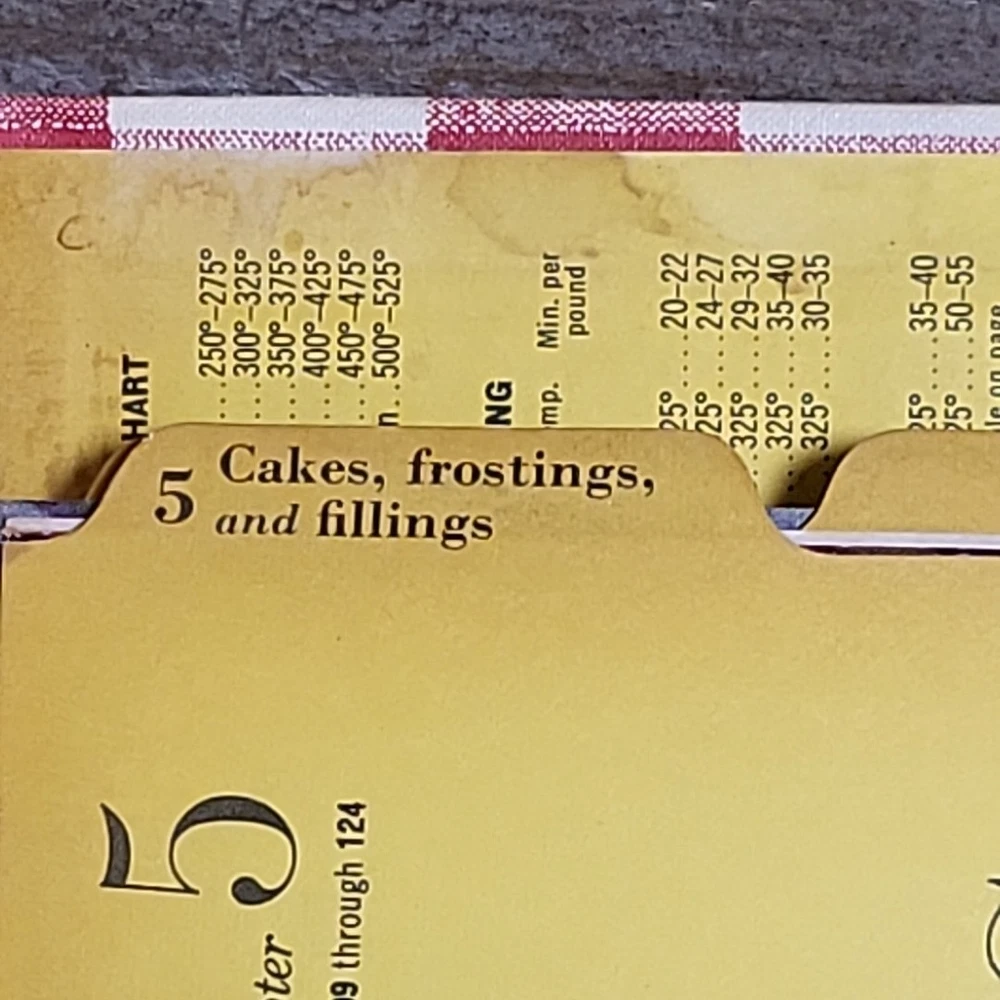 5 Cakes, frostings,
and fillings
HART
250°–275°
300°–325°
350°–375°
400°–425°
450°–475°
500°–525°
NG
Min. per
pound
20–22
24–27
325° 29–32
325° 35–40
325° 30–35
35–40
50–55
5
through 124